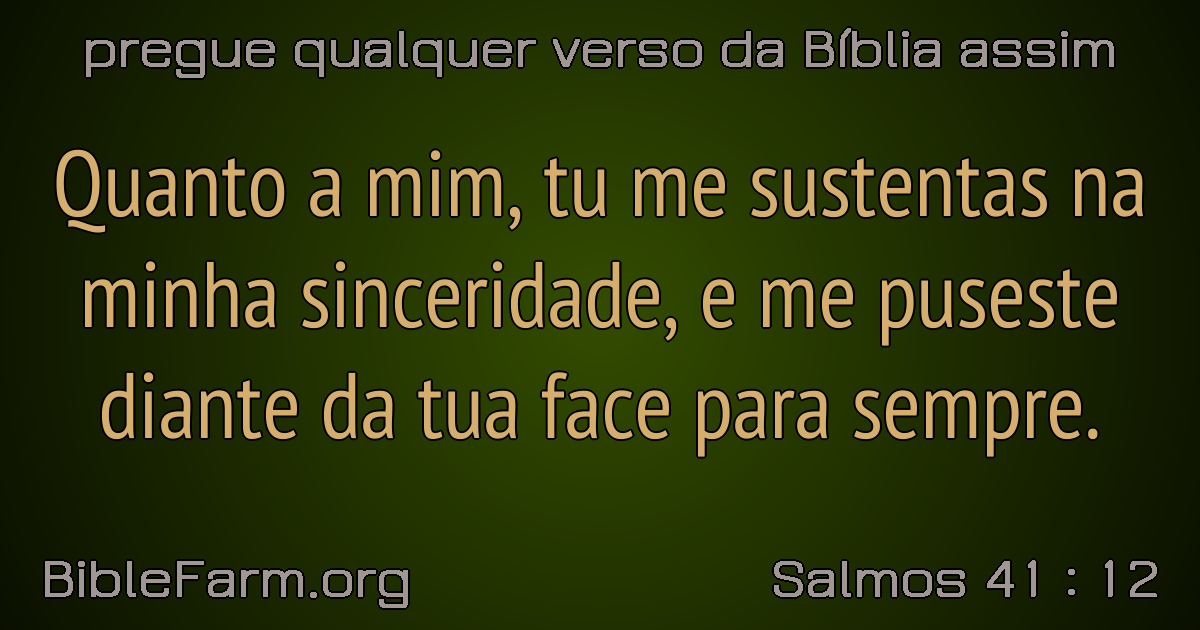 pregue qualquer verso da Bíblia assim
Quanto a mim, tu me sustentas na
minha sinceridade, e me puseste
diante da tua face para sempre.
BibleFarm.org
Salmos 41 : 12